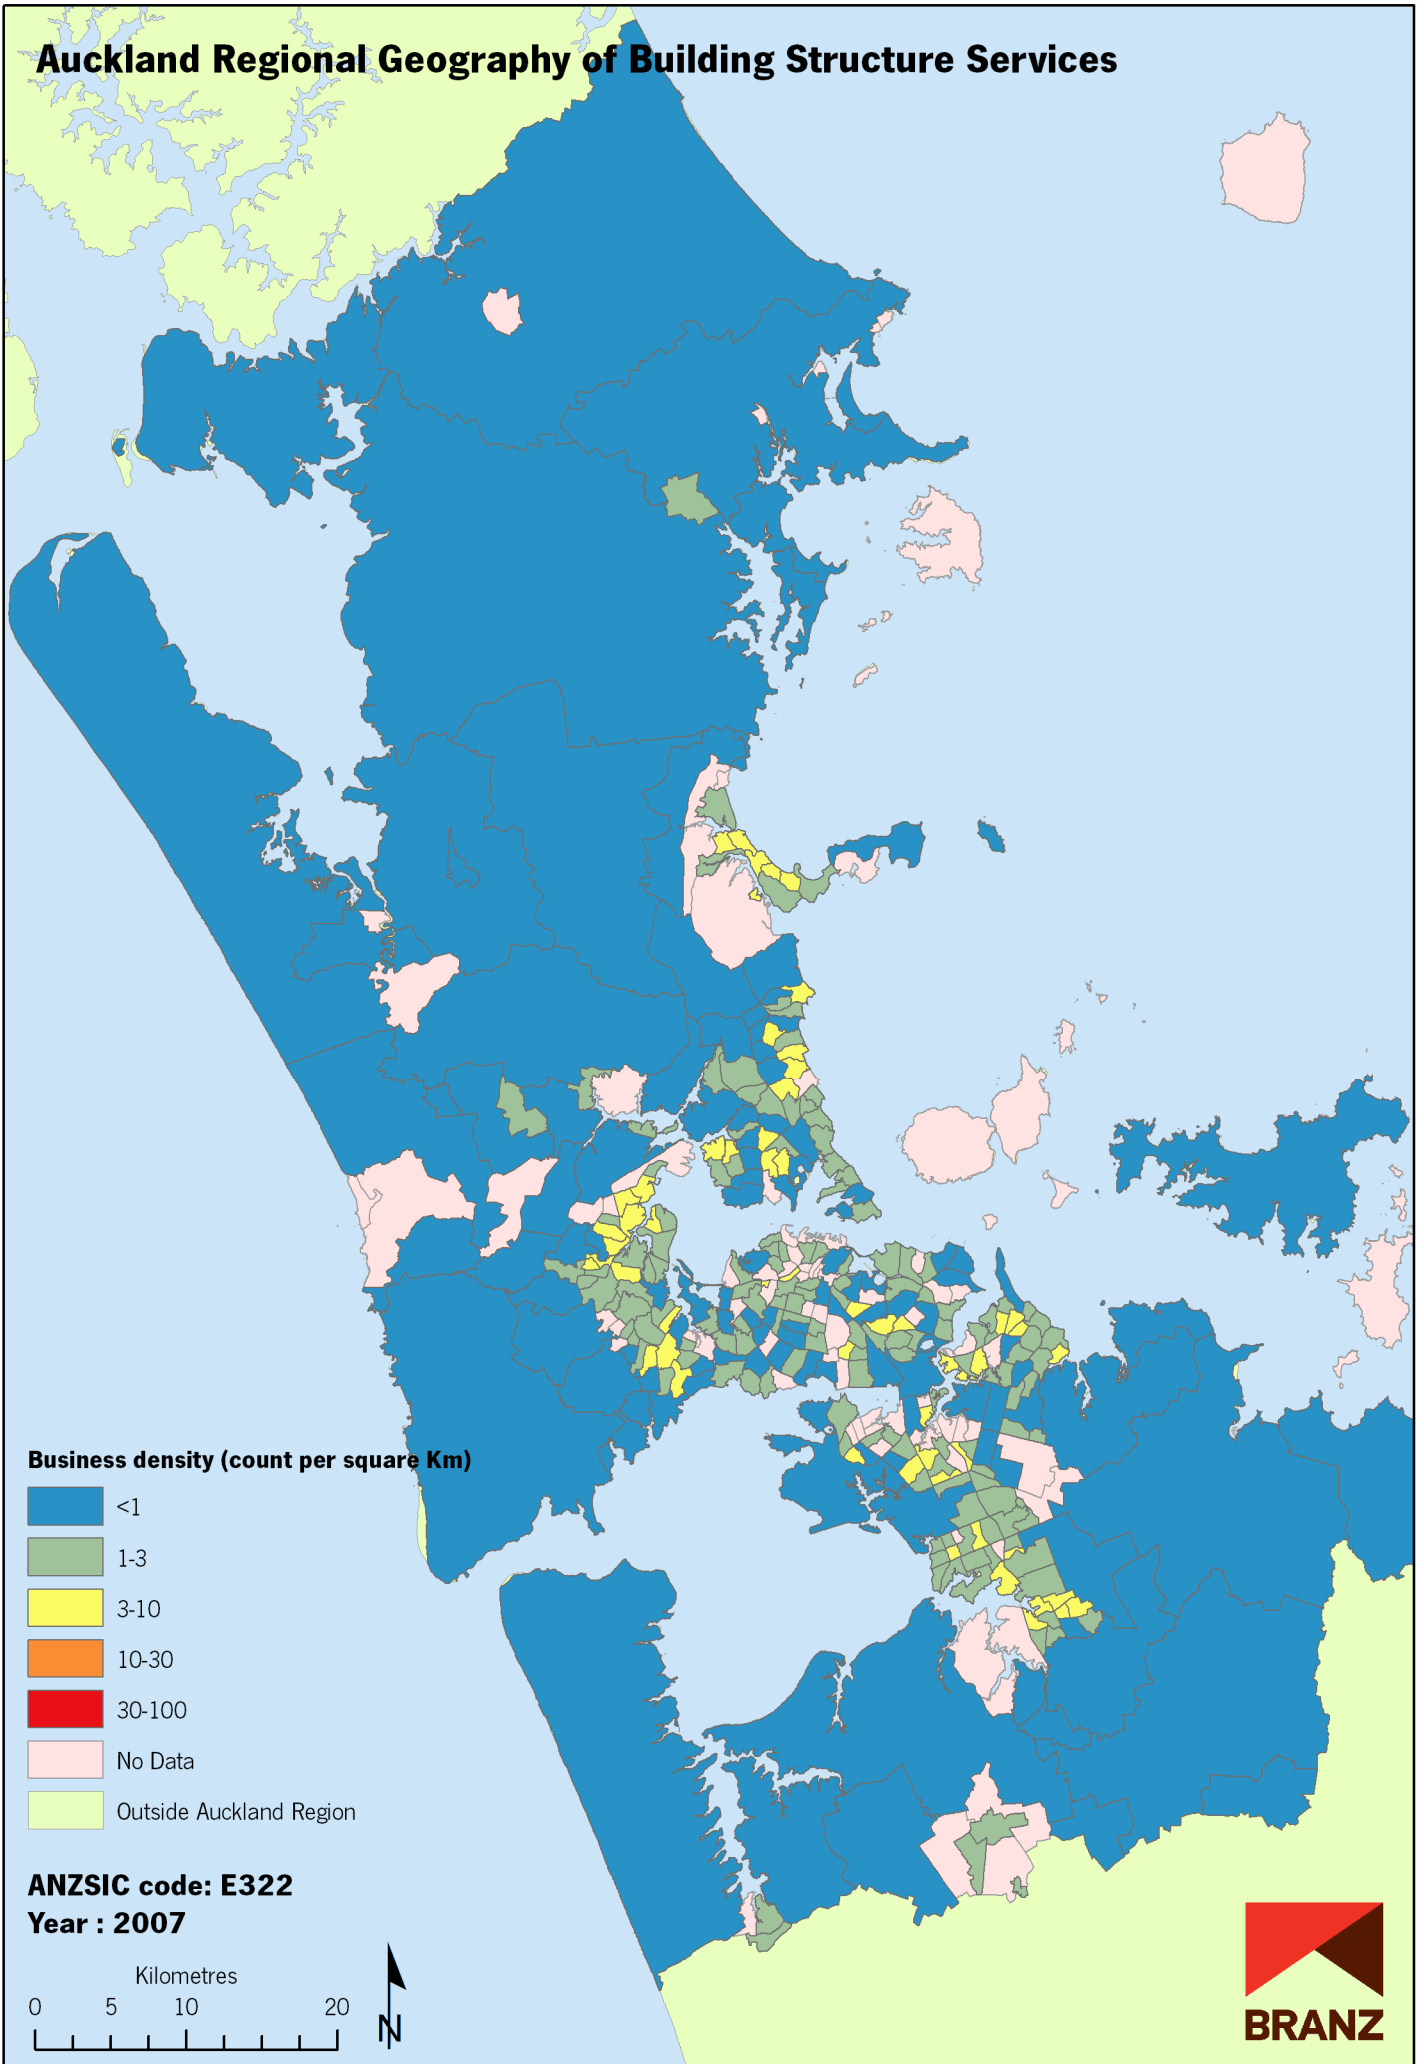 Auckland Regional Geography of Building Structure Services
Business density (count per square Km)
<1
1-3
3-10
10-30
30-100
No Data
Outside Auckland Region
ANZSIC code: E322
Year : 2007
Kilometres
0 5 10 20
N
BRANZ